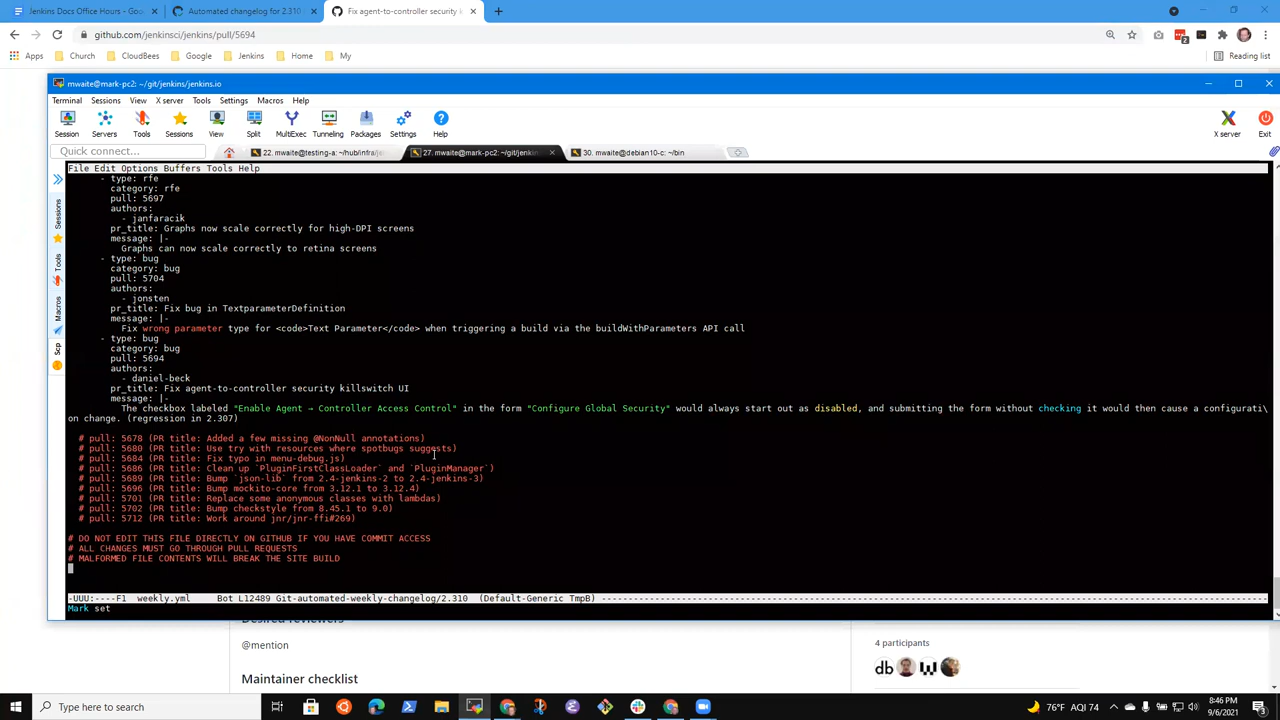 Jenkins Docs Office Hours - Goo
Automated changelog for 2.310
Fix agent-to-controller security k
github.com/jenkinsci/jenkins/pull/5694
Apps
Church
CloudBees
Google
Jenkins
Home
My
Reading list
mwaite@mark-pc2: ~/git/jenkins/jenkins.io
Terminal Sessions View X server Tools Settings Macros Help
Session Servers Tools Sessions View Split MultiExec Tunneling Packages Settings Help X server Exit
Quick connect...
22. mwaite@testing-a: ~/hub/infra/jen
27. mwaite@mark-pc2: ~/git/jenkin
30. mwaite@debian10-c: ~/bin
Sessions
Tools
Macros
Scp
File Edit Options Buffers Tools Help
- type: rfe
category: rfe
pull: 5697
authors:
- janfaracik
pr_title: Graphs now scale correctly for high-DPI screens
message: |-
Graphs can now scale correctly to retina screens
- type: bug
category: bug
pull: 5704
authors:
- jonsten
pr_title: Fix bug in TextparameterDefinition
message: |-
Fix wrong parameter type for <code>Text Parameter</code> when triggering a build via the buildWithParameters API call
- type: bug
category: bug
pull: 5694
authors:
- daniel-beck
pr_title: Fix agent-to-controller security killswitch UI
message: |-
The checkbox labeled "Enable Agent → Controller Access Control" in the form "Configure Global Security" would always start out as disabled, and submitting the form without checking it would then cause a configurati\
on change. (regression in 2.307)
# pull: 5678 (PR title: Added a few missing @NonNull annotations)
# pull: 5680 (PR title: Use try with resources where spotbugs suggests)
# pull: 5684 (PR title: Fix typo in menu-debug.js)
# pull: 5686 (PR title: Clean up `PluginFirstClassLoader` and `PluginManager`)
# pull: 5689 (PR title: Bump `json-lib` from 2.4-jenkins-2 to 2.4-jenkins-3)
# pull: 5696 (PR title: Bump mockito-core from 3.12.1 to 3.12.4)
# pull: 5701 (PR title: Replace some anonymous classes with lambdas)
# pull: 5702 (PR title: Bump checkstyle from 8.45.1 to 9.0)
# pull: 5712 (PR title: Work around jnr/jnr-ffi#269)
# DO NOT EDIT THIS FILE DIRECTLY ON GITHUB IF YOU HAVE COMMIT ACCESS
# ALL CHANGES MUST GO THROUGH PULL REQUESTS
# MALFORMED FILE CONTENTS WILL BREAK THE SITE BUILD
-UUU:----F1 weekly.yml Bot L12489 Git-automated-weekly-changelog/2.310 (Default-Generic TmpB)
Mark set
Desired reviewers
@mention
Maintainer checklist
4 participants
db
Type here to search
76°F AQI 74
8:46 PM
9/6/2021